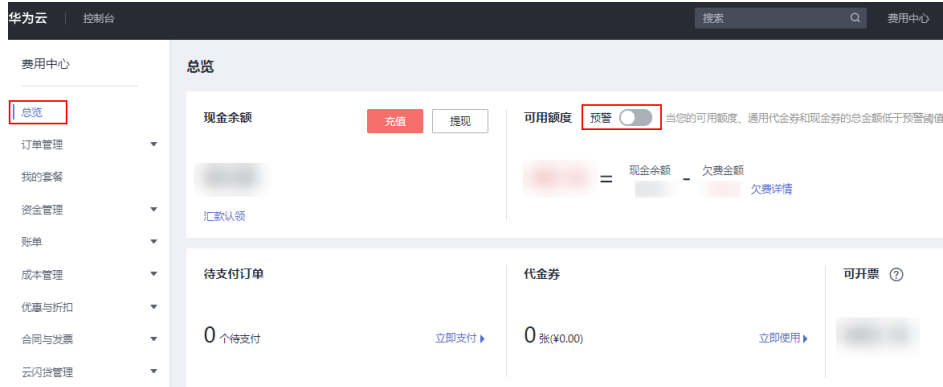 华为云 控制台 搜索 费用中心
费用中心
总览
订单管理
我的套餐
资金管理
账单
成本管理
优惠与折扣
合同与发票
云闪贷管理
总览
现金余额 充值 提现
汇款认领
可用额度 预警 当您的可用额度、通用代金券和现金券的总金额低于预警阈值
= 现金余额 - 欠费金额 欠费详情
待支付订单
0 个待支付 立即支付
代金券
0 张(¥0.00) 立即使用
可开票 ?